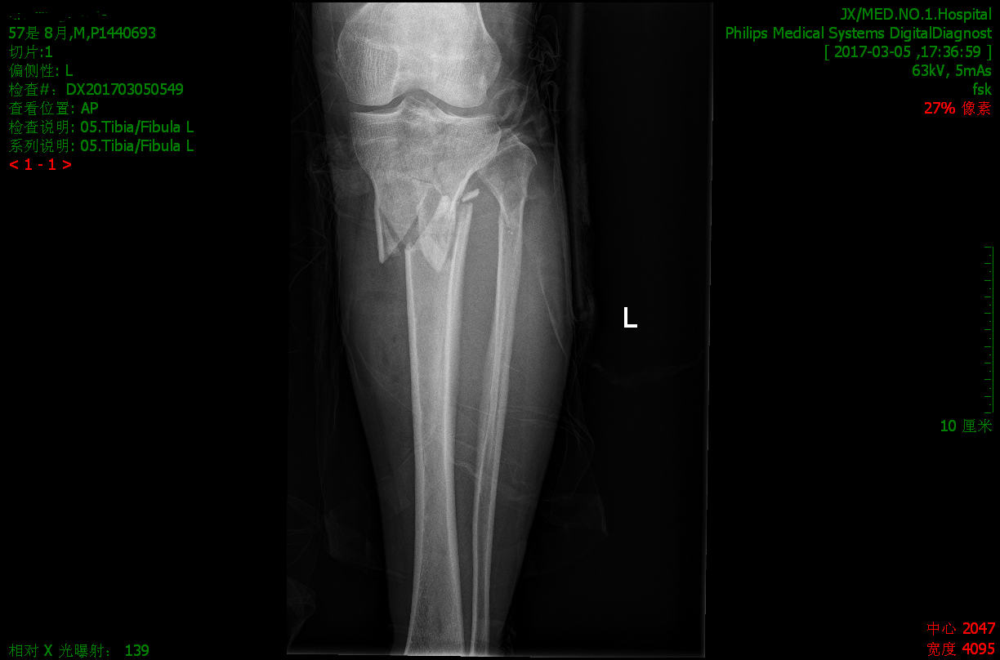 57是 8月,M,P1440693
切片:1
偏侧性: L
检查#: DX201703050549
查看位置: AP
检查说明: 05.Tibia/Fibula L
系列说明: 05.Tibia/Fibula L
< 1 - 1 >
JX/MED.NO.1.Hospital
Philips Medical Systems DigitalDiagnost
[ 2017-03-05 ,17:36:59 ]
63kV, 5mAs
fsk
27% 像素
L
10 厘米
相对 X 光曝射: 139
中心 2047
宽度 4095